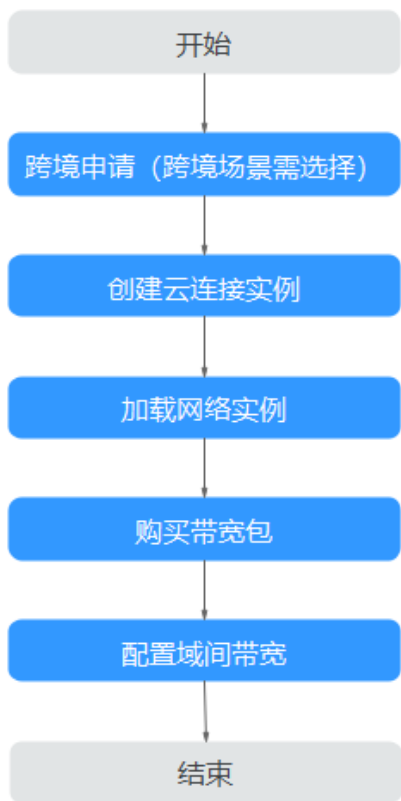 开始
跨境申请（跨境场景需选择）
创建云连接实例
加载网络实例
购买带宽包
配置域间带宽
结束